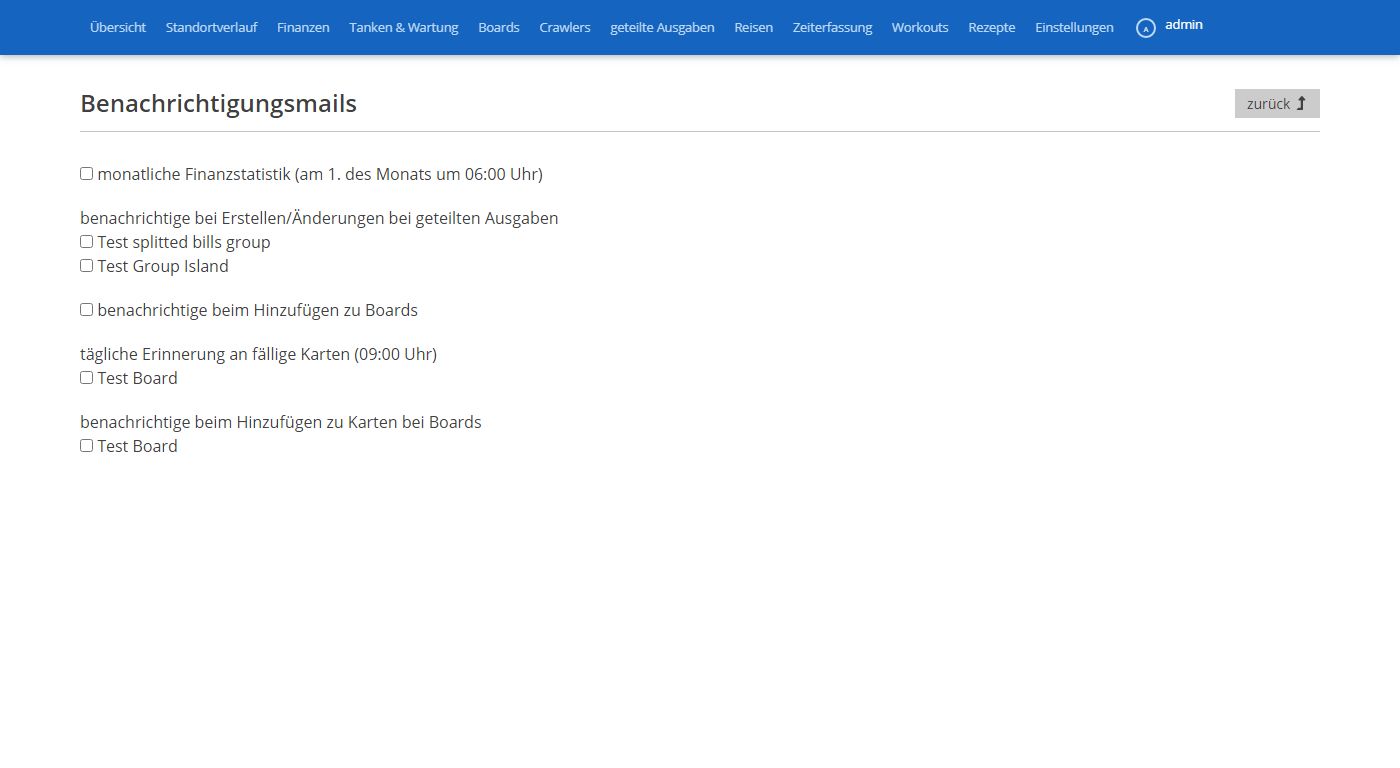 Übersicht Standortverlauf Finanzen Tanken & Wartung Boards Crawlers geteilte Ausgaben Reisen Zeiterfassung Workouts Rezepte Einstellungen A admin
Benachrichtigungsmails zurück
monatliche Finanzstatistik (am 1. des Monats um 06:00 Uhr)
benachrichtige bei Erstellen/Änderungen bei geteilten Ausgaben
Test splitted bills group
Test Group Island
benachrichtige beim Hinzufügen zu Boards
tägliche Erinnerung an fällige Karten (09:00 Uhr)
Test Board
benachrichtige beim Hinzufügen zu Karten bei Boards
Test Board